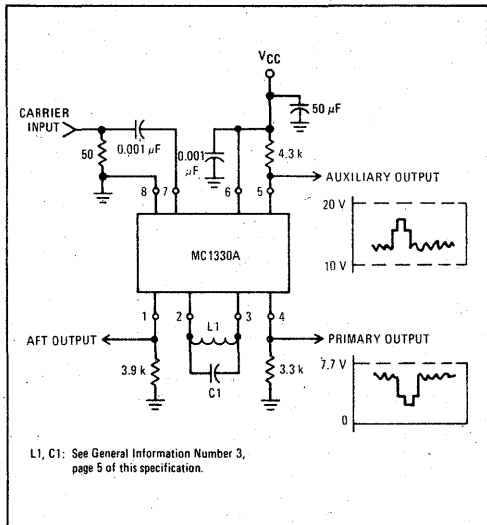 VCC
50 μF
CARRIER
INPUT
0.001 μF
50
0.001
μF
4.3 k
8 7 6 5
AUXILIARY OUTPUT
20 V
10 V
MC1330A
1 2 3 4
L1
AFT OUTPUT
PRIMARY OUTPUT
3.9 k
C1
3.3 k
7.7 V
0
L1, C1: See General Information Number 3,
page 5 of this specification.